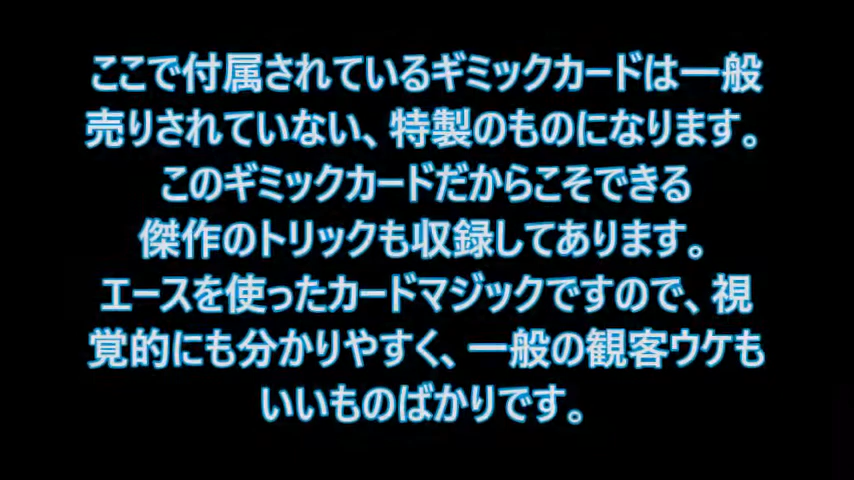 ここで付属されているギミックカードは一般
売りされていない、特製のものになります。
このギミックカードだからこそできる
傑作のトリックも収録してあります。
エースを使ったカードマジックですので、視
覚的にも分かりやすく、一般の観客ウケも
いいものばかりです。